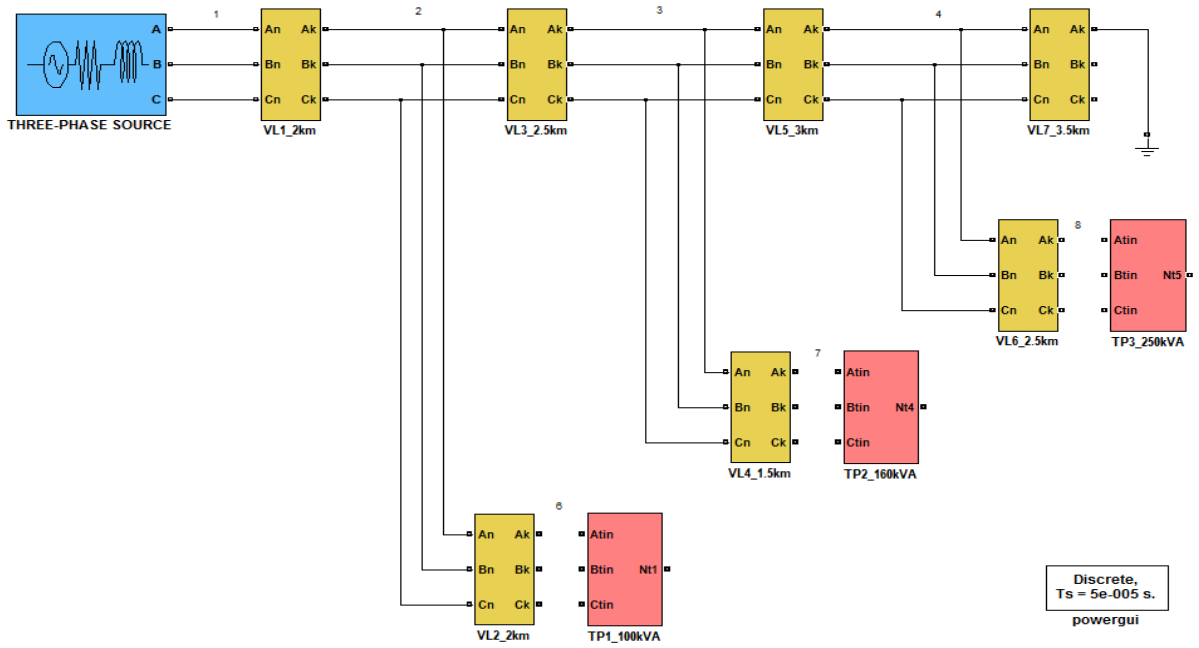 1 2 3 4
A An Ak An Ak An Ak An Ak
B Bn Bk Bn Bk Bn Bk Bn Bk
C Cn Ck Cn Ck Cn Ck Cn Ck
THREE-PHASE SOURCE VL1_2km VL3_2.5km VL5_3km VL7_3.5km
8
An Ak Atin
Bn Bk Btin Nt5
Cn Ck Ctin
VL6_2.5km TP3_250kVA
7
An Ak Atin
Bn Bk Btin Nt4
Cn Ck Ctin
VL4_1.5km TP2_160kVA
6
An Ak Atin
Bn Bk Btin Nt1
Cn Ck Ctin
VL2_2km TP1_100kVA
Discrete,
Ts = 5e-005 s.
powergui